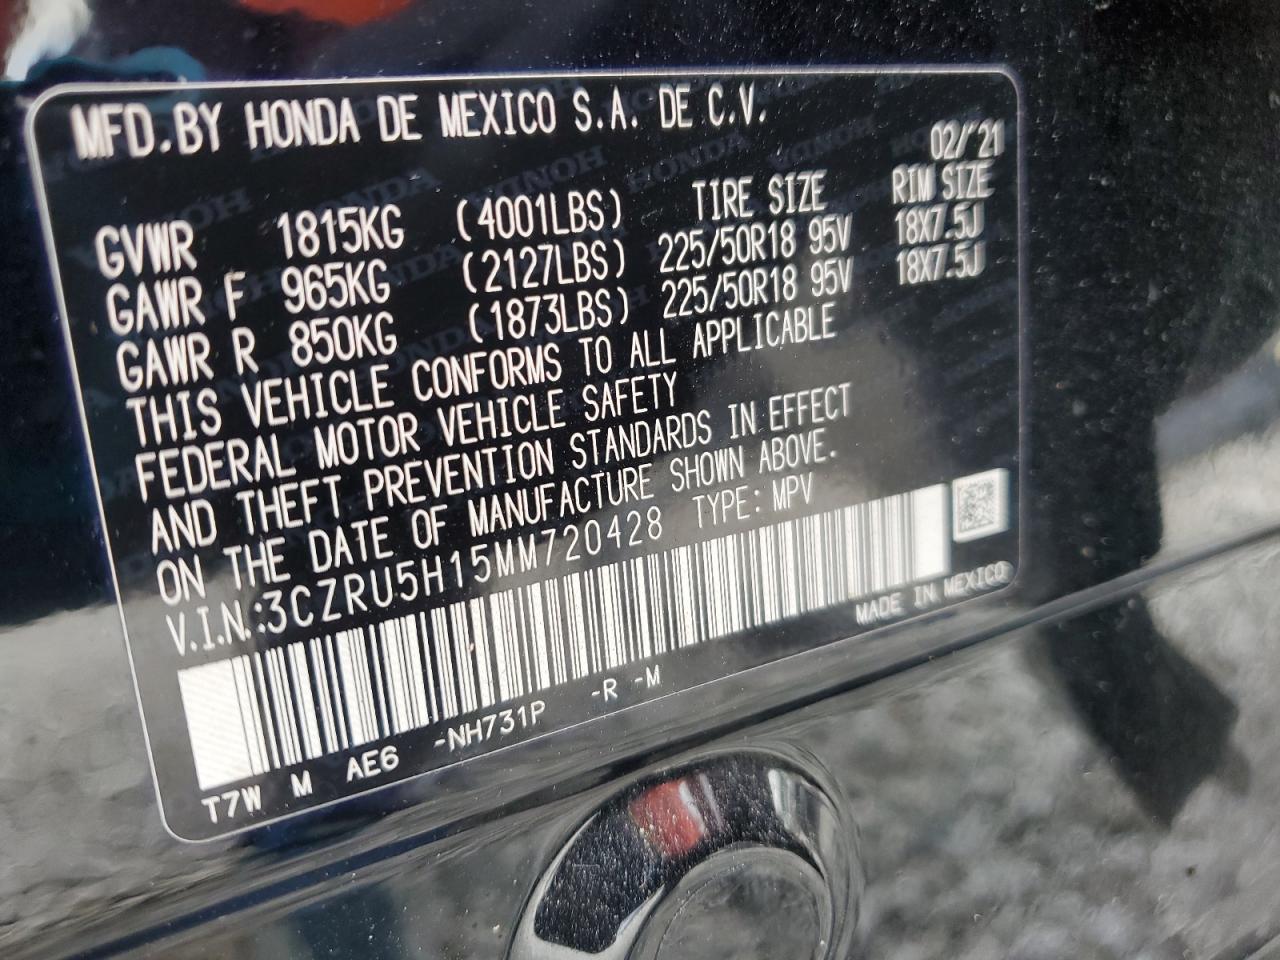 MFD.BY HONDA DE MEXICO S.A. DE C.V.
02/'21
GVWR 1815KG (4001LBS) TIRE SIZE RIM SIZE
GAWR F 965KG (2127LBS) 225/50R18 95V 18X7.5J
GAWR R 850KG (1873LBS) 225/50R18 95V 18X7.5J
THIS VEHICLE CONFORMS TO ALL APPLICABLE
FEDERAL MOTOR VEHICLE SAFETY
AND THEFT PREVENTION STANDARDS IN EFFECT
ON THE DATE OF MANUFACTURE SHOWN ABOVE.
V.I.N.:3CZRU5H15MM720428 TYPE: MPV
MADE IN MEXICO
T7W M AE6 -NH731P -R -M